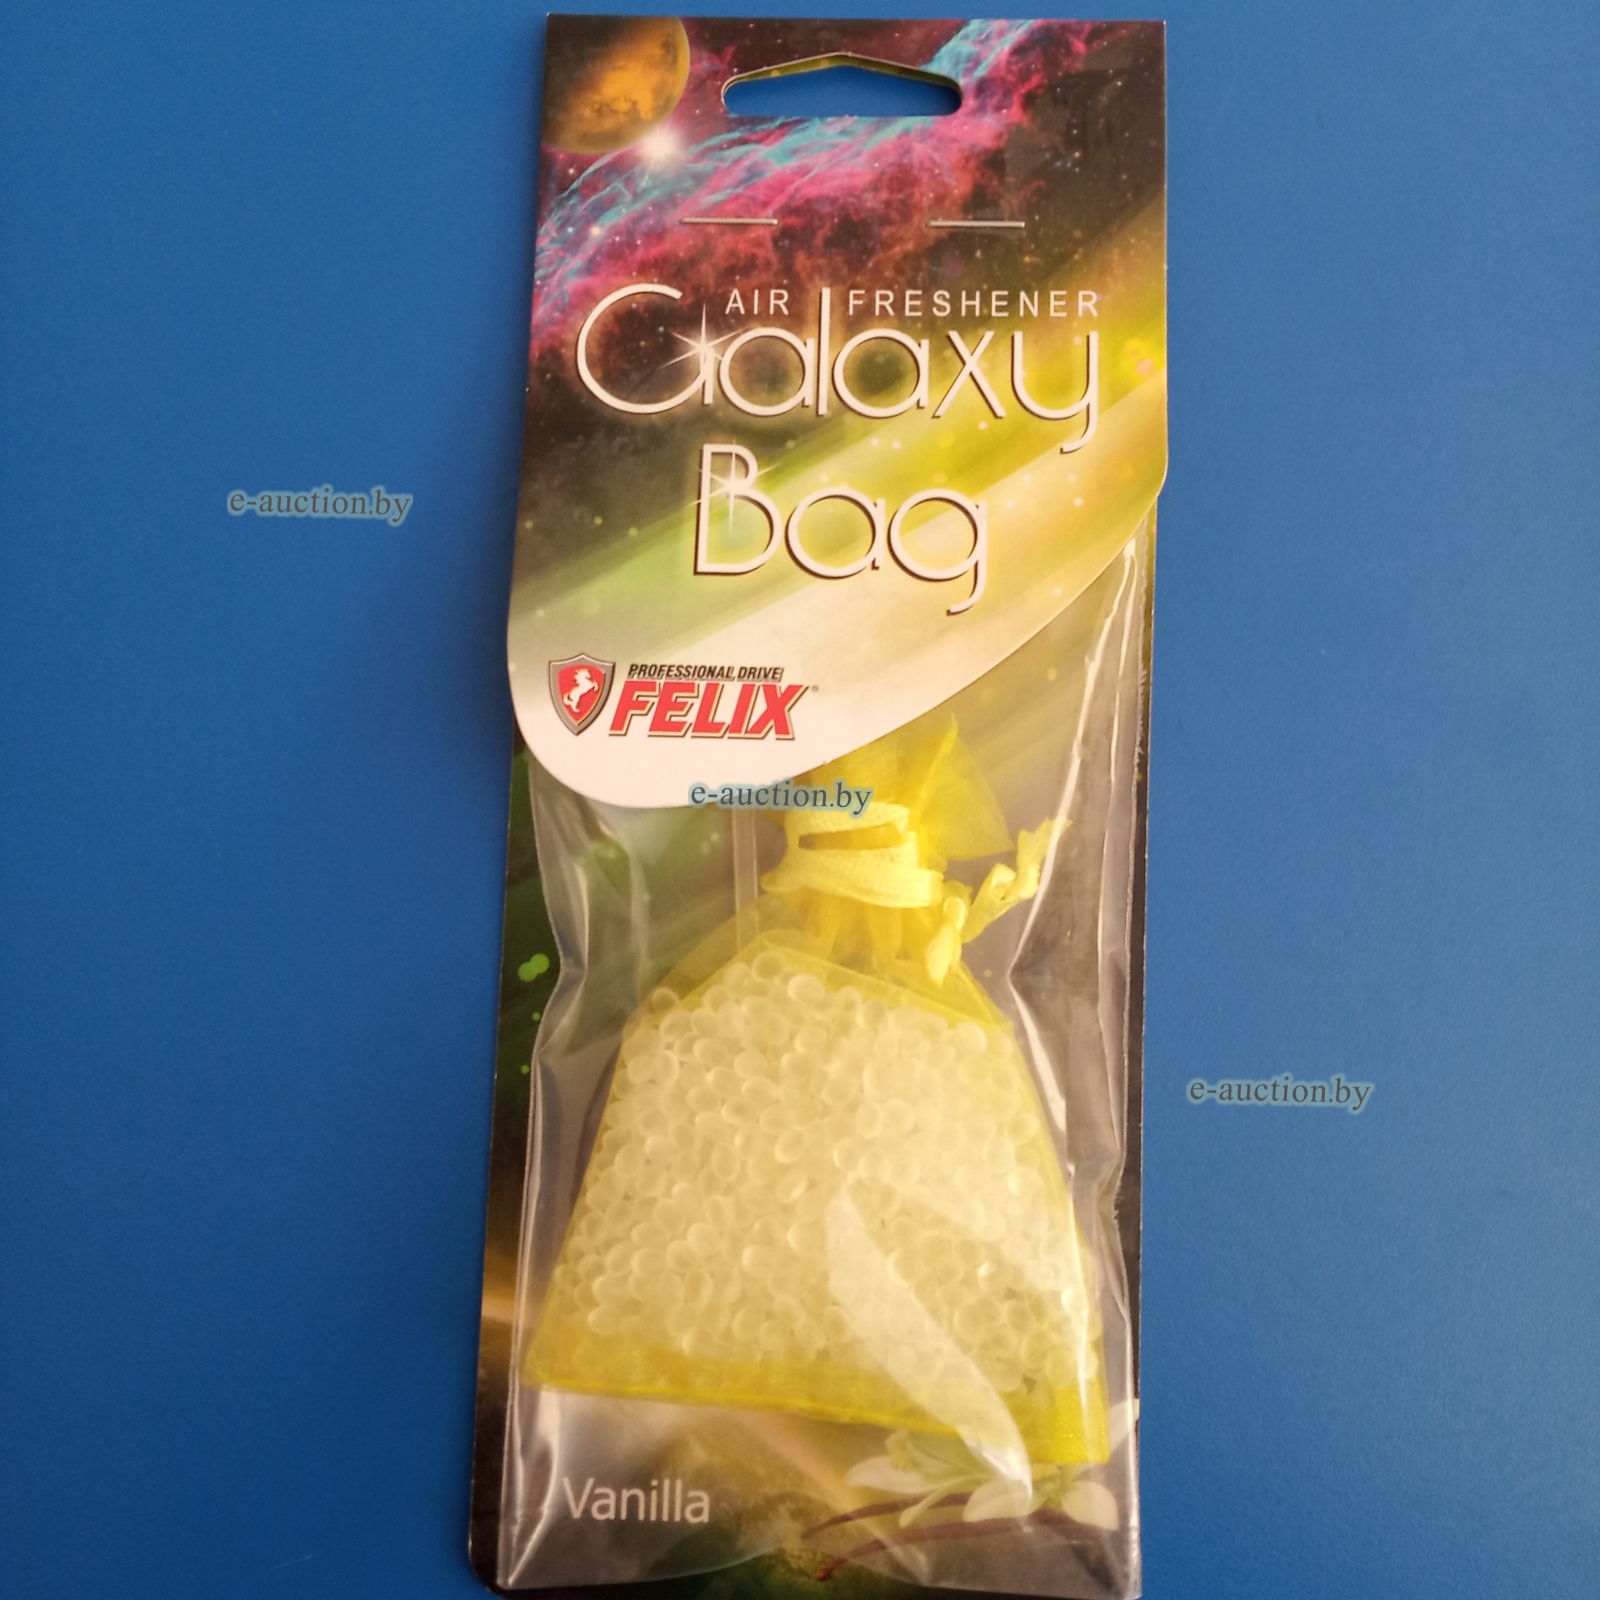 AIR FRESHENER
Galaxy
Bag
PROFESSIONAL DRIVE
FELIX®
Vanilla
e-auction.by
e-auction.by
e-auction.by